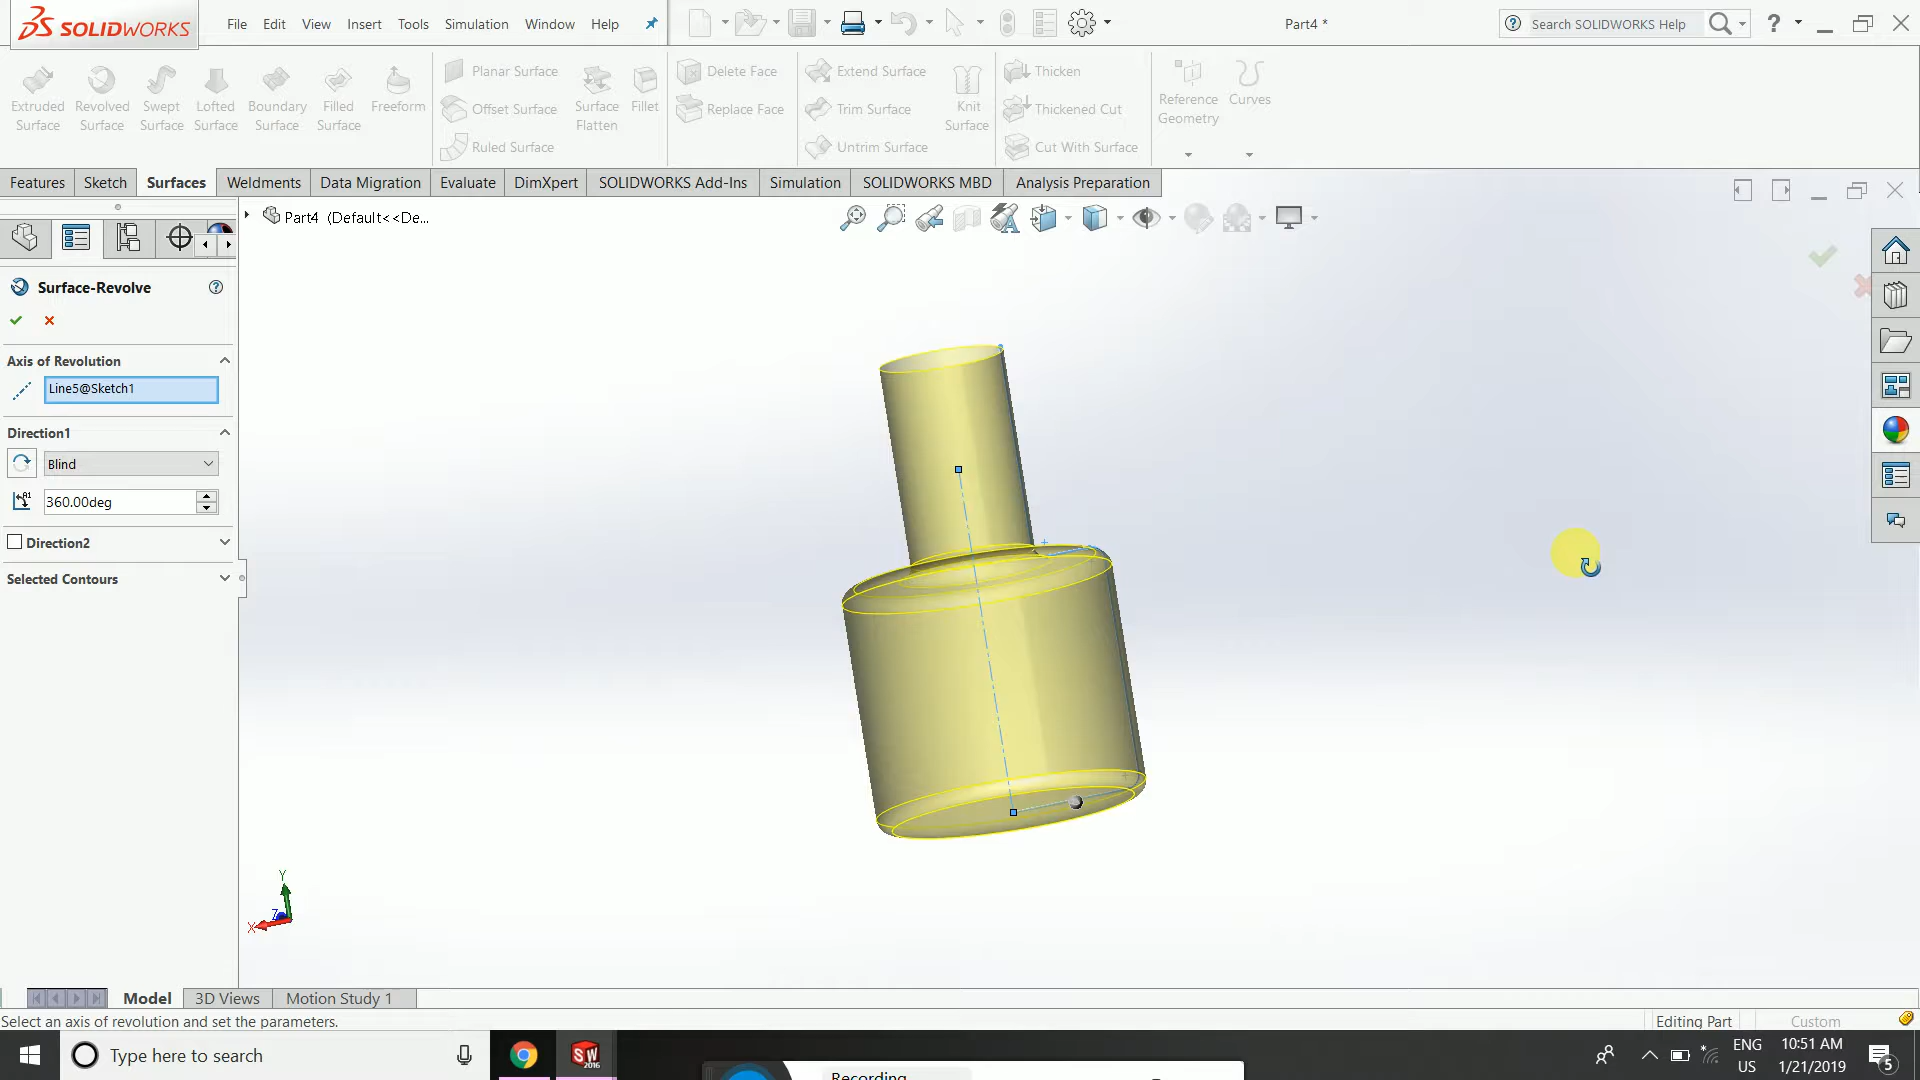 SOLIDWORKS
File Edit View Insert Tools Simulation Window Help
Part4 *
Search SOLIDWORKS Help
?
Extruded Surface
Revolved Surface
Swept Surface
Lofted Surface
Boundary Surface
Filled Surface
Freeform
Planar Surface
Offset Surface
Ruled Surface
Surface Flatten
Fillet
Delete Face
Replace Face
Extend Surface
Trim Surface
Untrim Surface
Knit Surface
Thicken
Thickened Cut
Cut With Surface
Reference Geometry
Curves
Features Sketch Surfaces Weldments Data Migration Evaluate DimXpert SOLIDWORKS Add-Ins Simulation SOLIDWORKS MBD Analysis Preparation
Part4 (Default<<De...
Surface-Revolve
Axis of Revolution
Line5@Sketch1
Direction1
Blind
360.00deg
Direction2
Selected Contours
Y
Z
X
Model 3D Views Motion Study 1
Select an axis of revolution and set the parameters.
Editing Part Custom
Type here to search
SW 2016
Recording
ENG
US
10:51 AM
1/21/2019
5